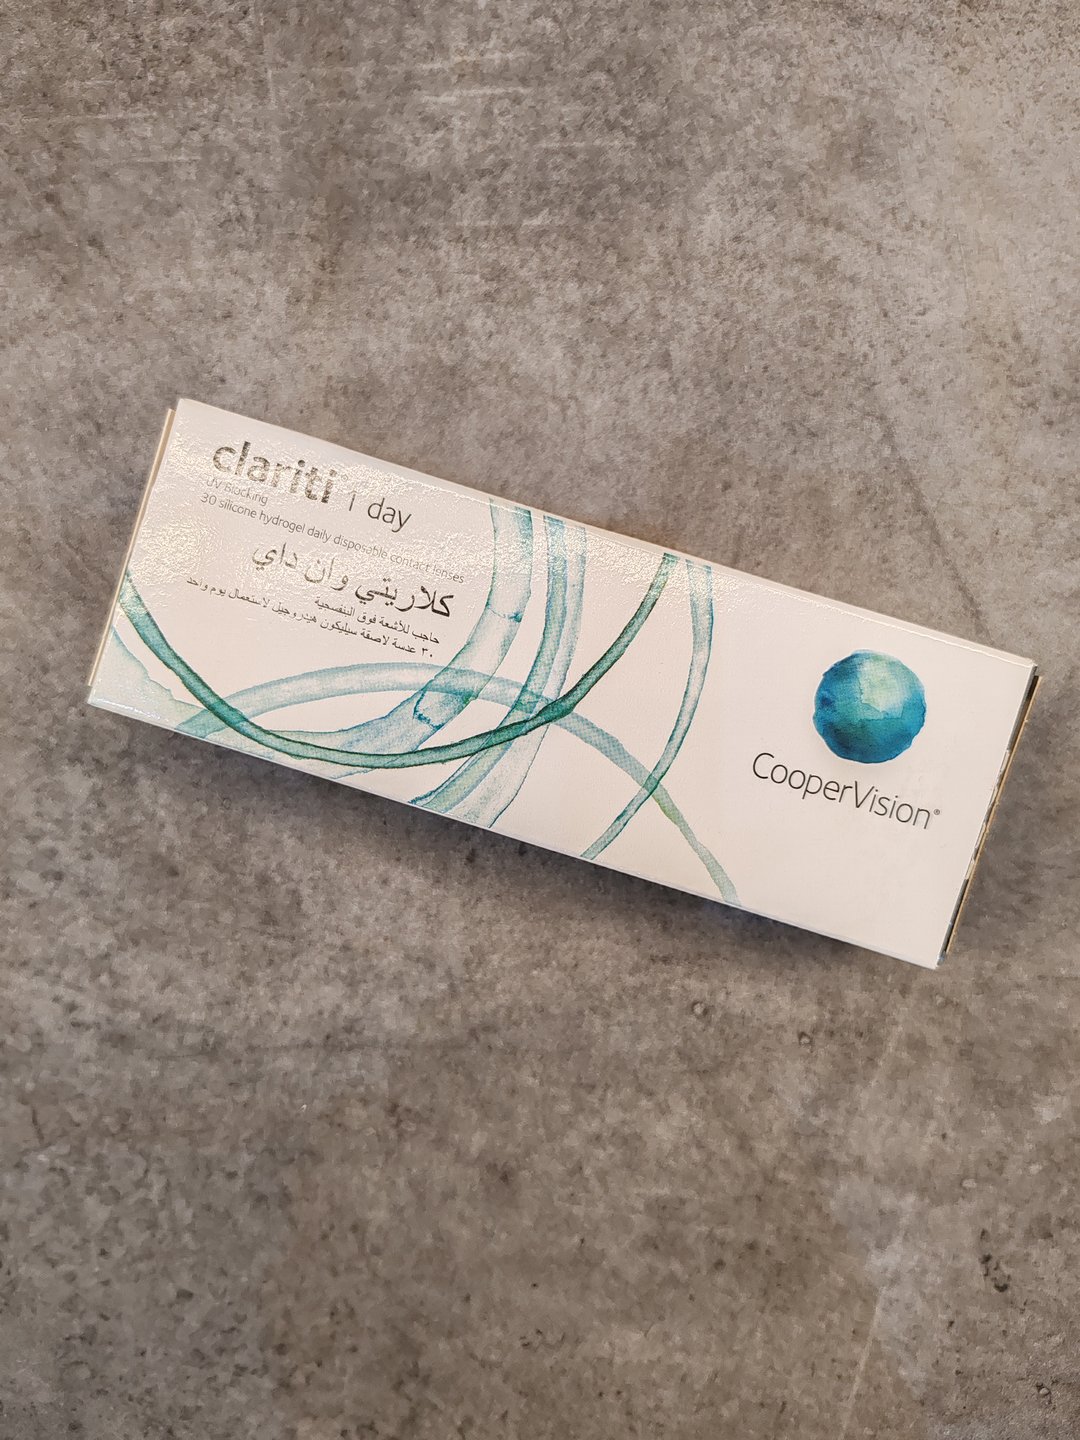 clariti® 1 day
UV Blocking
30 silicone hydrogel daily disposable contact lenses
كلاريتي وان داي
حاجب للأشعة فوق البنفسجية
٣٠ عدسة لاصقة سيليكون هيدروجيل لاستعمال يوم واحد
CooperVision®